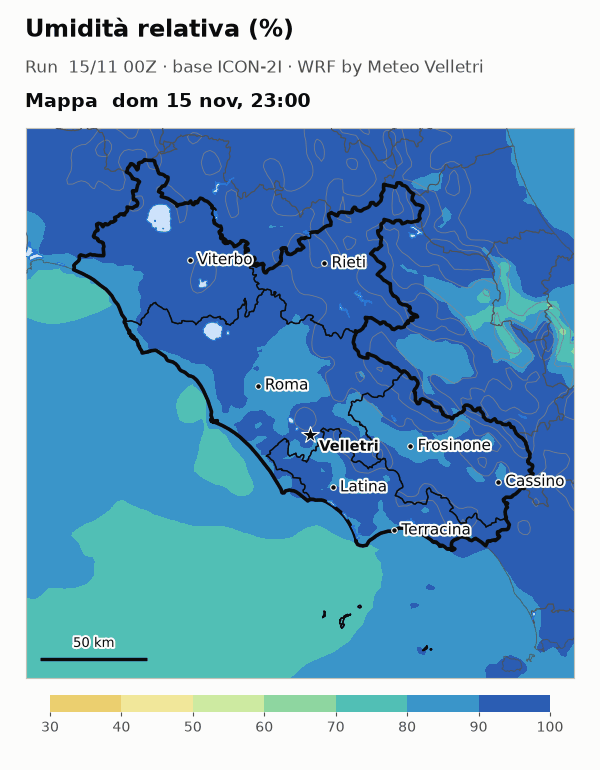 Umidità relativa (%)
Run  15/11 00Z · base ICON-2I · WRF by Meteo Velletri
Mappa  dom 15 nov, 23:00
Viterbo
Rieti
Roma
Velletri
Frosinone
Cassino
Latina
Terracina
50 km
30 40 50 60 70 80 90 100